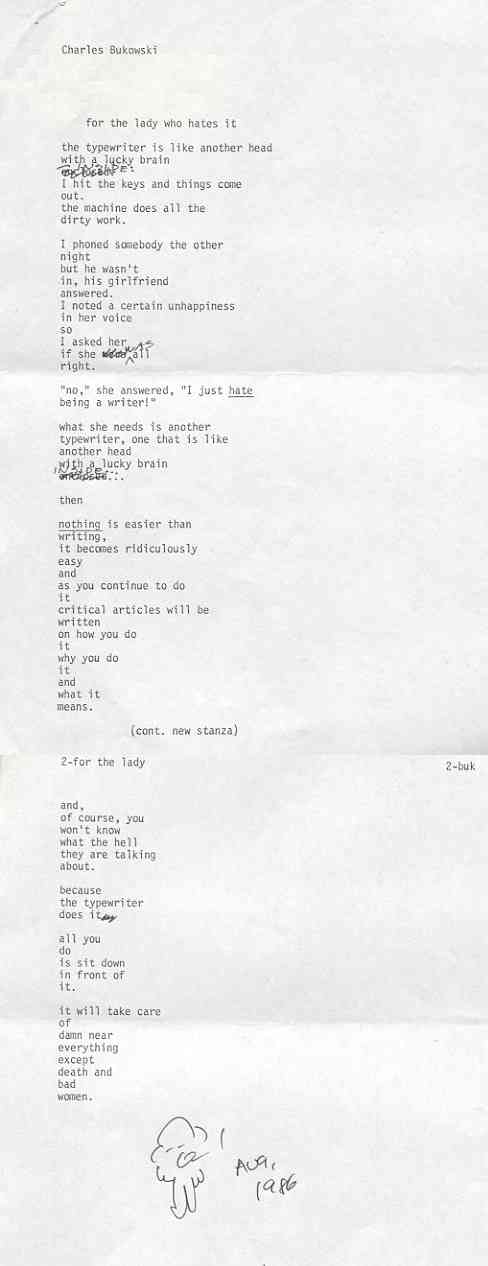 Charles Bukowski
for the lady who hates it
the typewriter is like another head
with a lucky brain
INSIDE:
I hit the keys and things come
out.
the machine does all the
dirty work.
I phoned somebody the other
night
but he wasn't
in, his girlfriend
answered.
I noted a certain unhappiness
in her voice
so
I asked her
if she was all
right.
"no," she answered, "I just hate
being a writer!"
what she needs is another
typewriter, one that is like
another head
with a lucky brain
INSIDE...
then
nothing is easier than
writing,
it becomes ridiculously
easy
and
as you continue to do
it
critical articles will be
written
on how you do
it
why you do
it
and
what it
means.
(cont. new stanza)
2-for the lady
2-buk
and,
of course, you
won't know
what the hell
they are talking
about.
because
the typewriter
does it
all you
do
is sit down
in front of
it.
it will take care
of
damn near
everything
except
death and
bad
women.
AUG,
1986